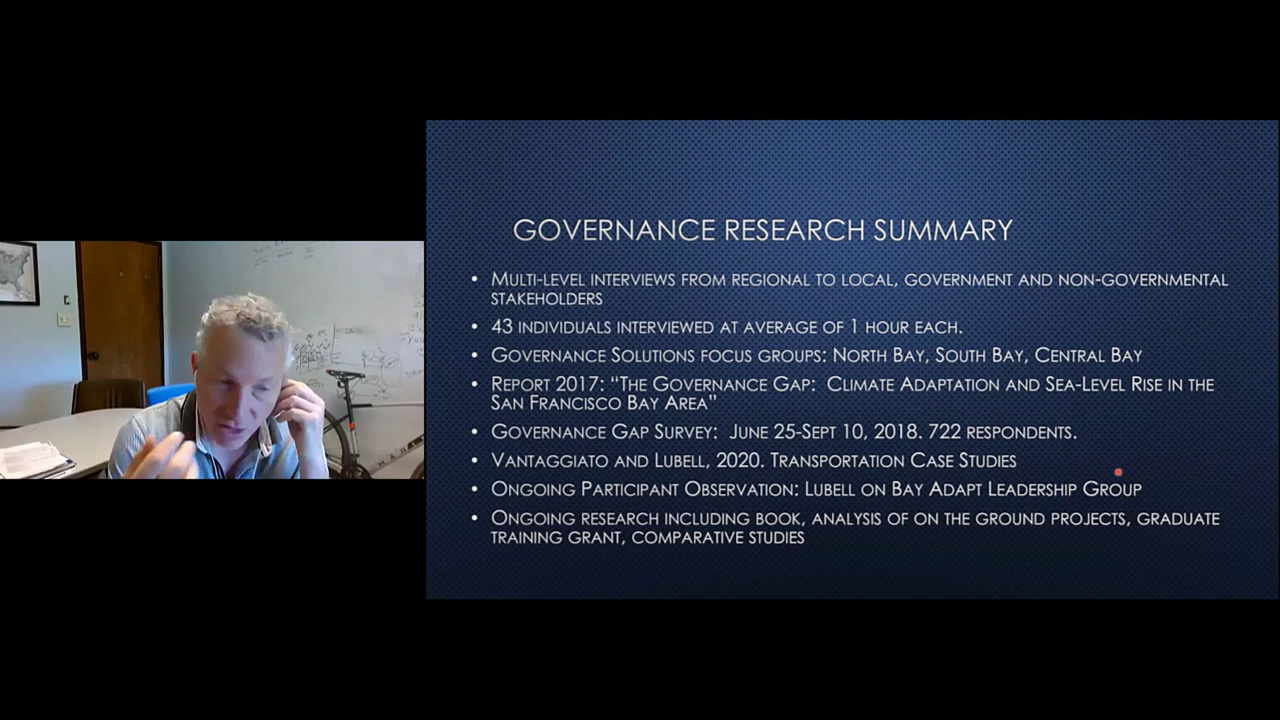 GOVERNANCE RESEARCH SUMMARY
• MULTI-LEVEL INTERVIEWS FROM REGIONAL TO LOCAL, GOVERNMENT AND NON-GOVERNMENTAL
STAKEHOLDERS
• 43 INDIVIDUALS INTERVIEWED AT AVERAGE OF 1 HOUR EACH.
• GOVERNANCE SOLUTIONS FOCUS GROUPS: NORTH BAY, SOUTH BAY, CENTRAL BAY
• REPORT 2017: “THE GOVERNANCE GAP: CLIMATE ADAPTATION AND SEA-LEVEL RISE IN THE
SAN FRANCISCO BAY AREA”
• GOVERNANCE GAP SURVEY: JUNE 25-SEPT 10, 2018. 722 RESPONDENTS.
• VANTAGGIATO AND LUBELL, 2020. TRANSPORTATION CASE STUDIES
• ONGOING PARTICIPANT OBSERVATION: LUBELL ON BAY ADAPT LEADERSHIP GROUP
• ONGOING RESEARCH INCLUDING BOOK, ANALYSIS OF ON THE GROUND PROJECTS, GRADUATE
TRAINING GRANT, COMPARATIVE STUDIES